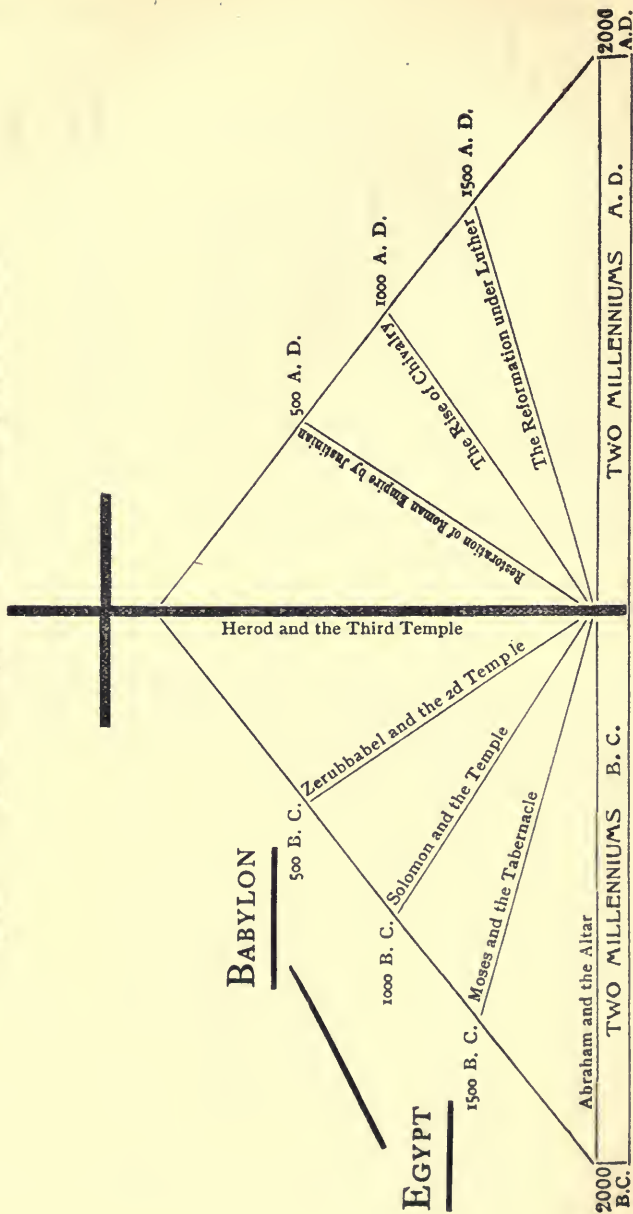 500 A. D.
1000 A. D.
1500 A. D.
2000
A.D.
Restoration of Roman Empire by Justinian
The Rise of Chivalry
The Reformation under Luther
TWO MILLENNIUMS A. D.
Herod and the Third Temple
BABYLON
500 B. C.
Zerubbabel and the 2d Temple
1000 B. C.
Solomon and the Temple
EGYPT
1500 B. C.
Moses and the Tabernacle
Abraham and the Altar
TWO MILLENNIUMS B. C.
2000
B.C.